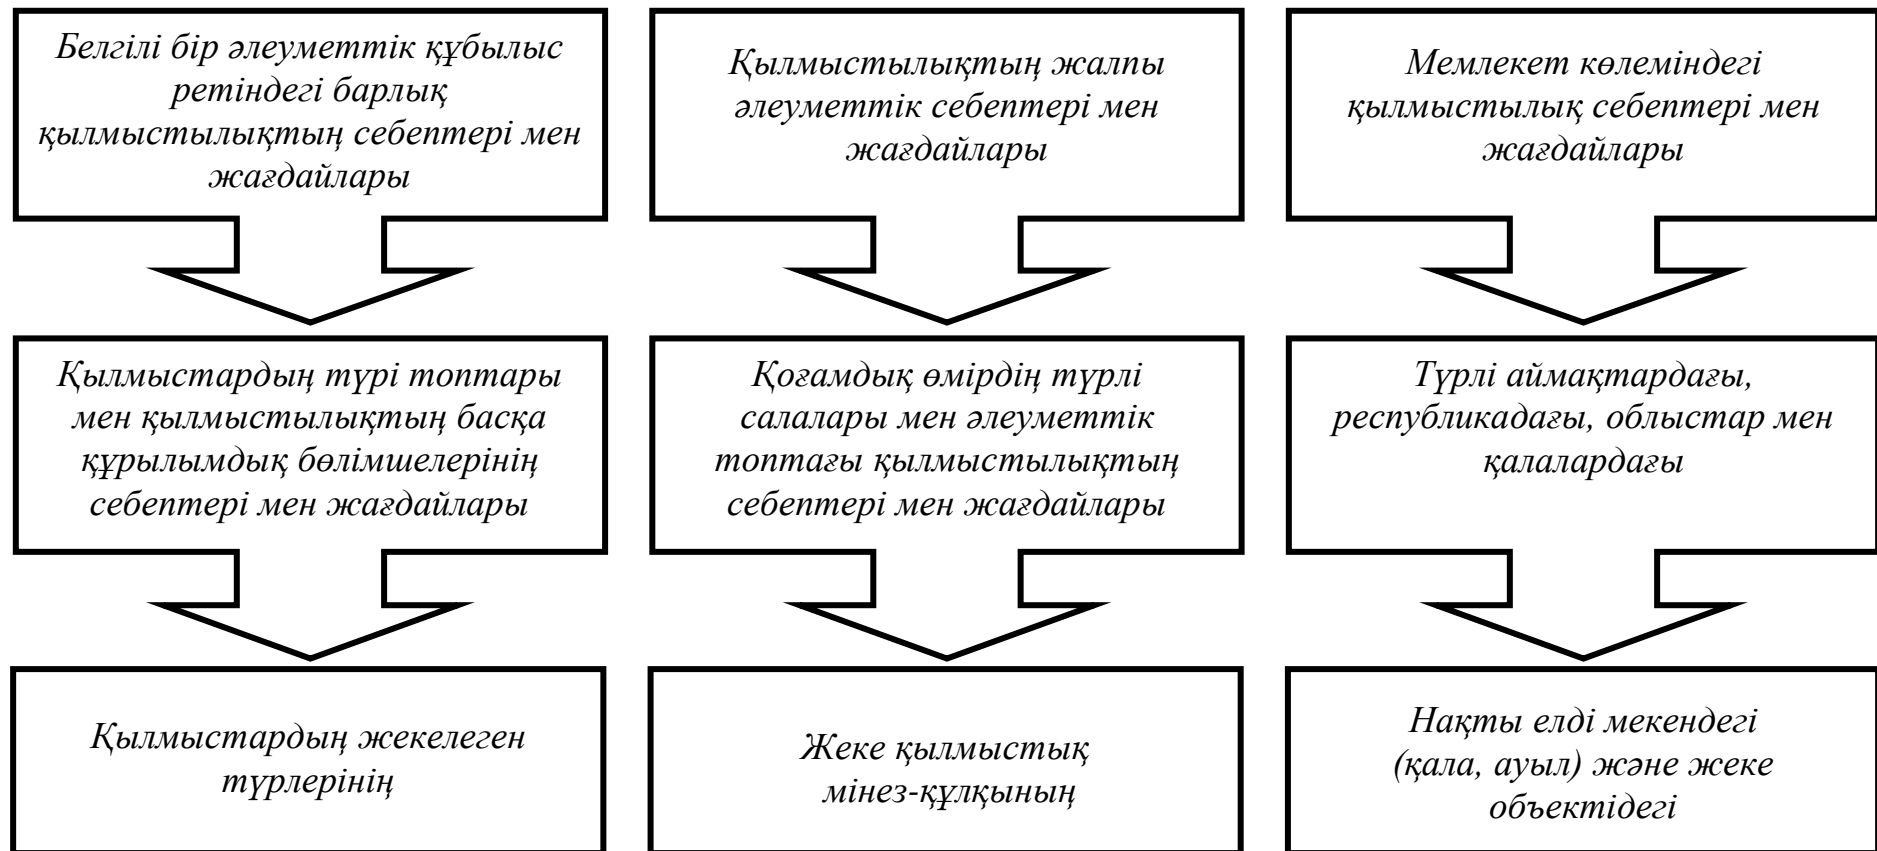 Белгілі бір әлеуметтік құбылыс
ретіндегі барлық
қылмыстылықтың себептері мен
жағдайлары
Қылмыстылықтың жалпы
әлеуметтік себептері мен
жағдайлары
Мемлекет көлеміндегі
қылмыстылық себептері мен
жағдайлары
Қылмыстардың түрі топтары
мен қылмыстылықтың басқа
құрылымдық бөлімшелерінің
себептері мен жағдайлары
Қоғамдық өмірдің түрлі
салалары мен әлеуметтік
топтағы қылмыстылықтың
себептері мен жағдайлары
Түрлі аймақтардағы,
республикадағы, облыстар мен
қалалардағы
Қылмыстардың жекелеген
түрлерінің
Жеке қылмыстық
мінез-құлқының
Нақты елді мекендегі
(қала, ауыл) және жеке
объектідегі